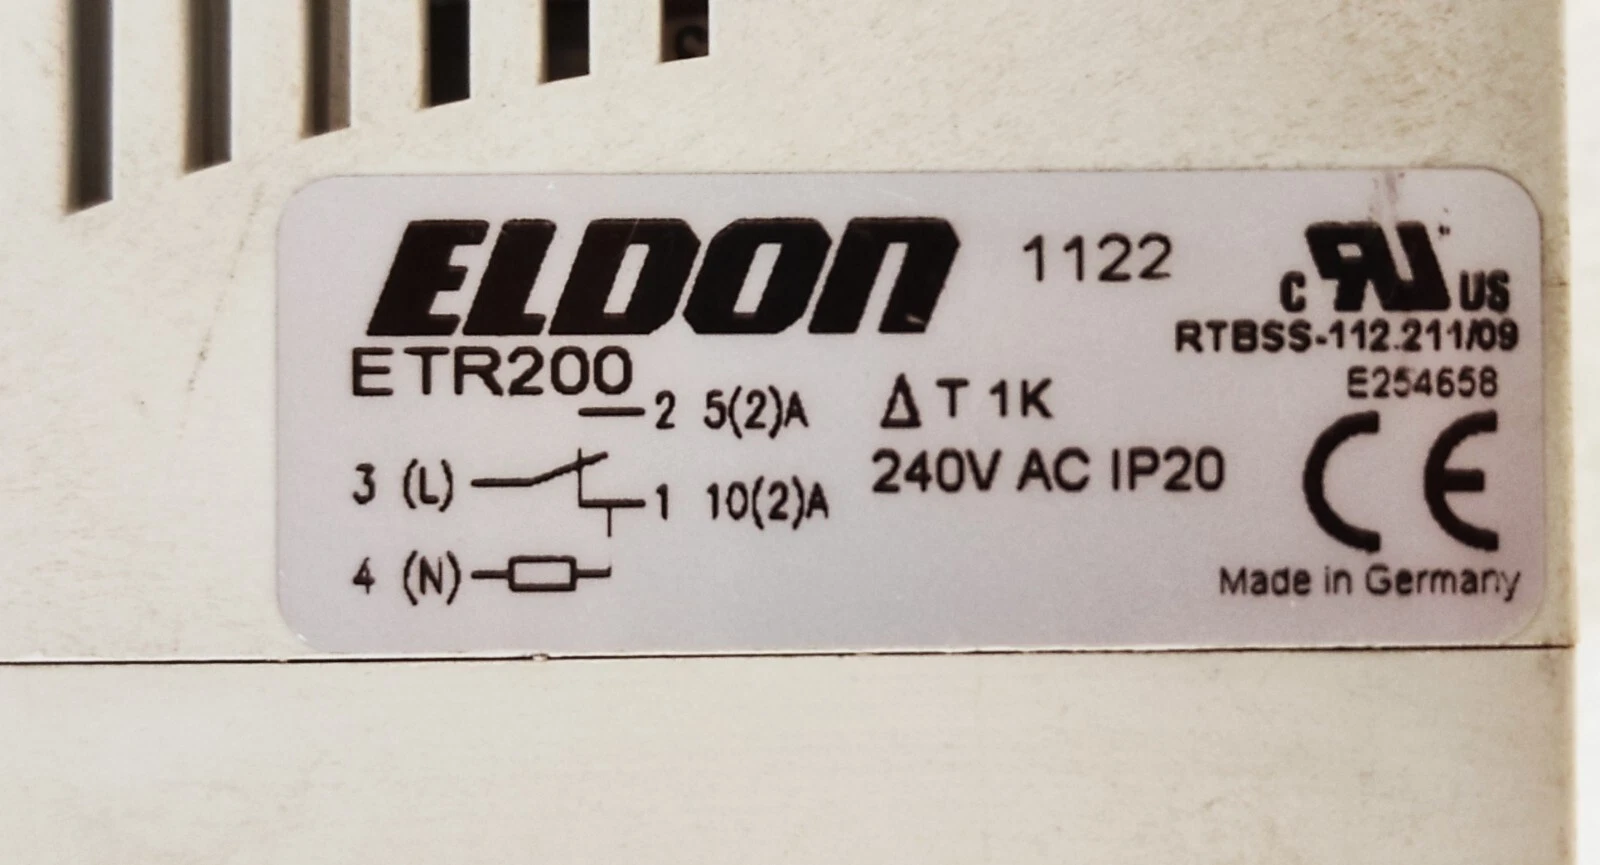 ELDON 1122
C RU US
RTBSS-112.211/09
ETR200
E254658
2 5(2)A
Δ T 1K
3 (L)
240V AC IP20
1 10(2)A
CE
4 (N)
Made in Germany